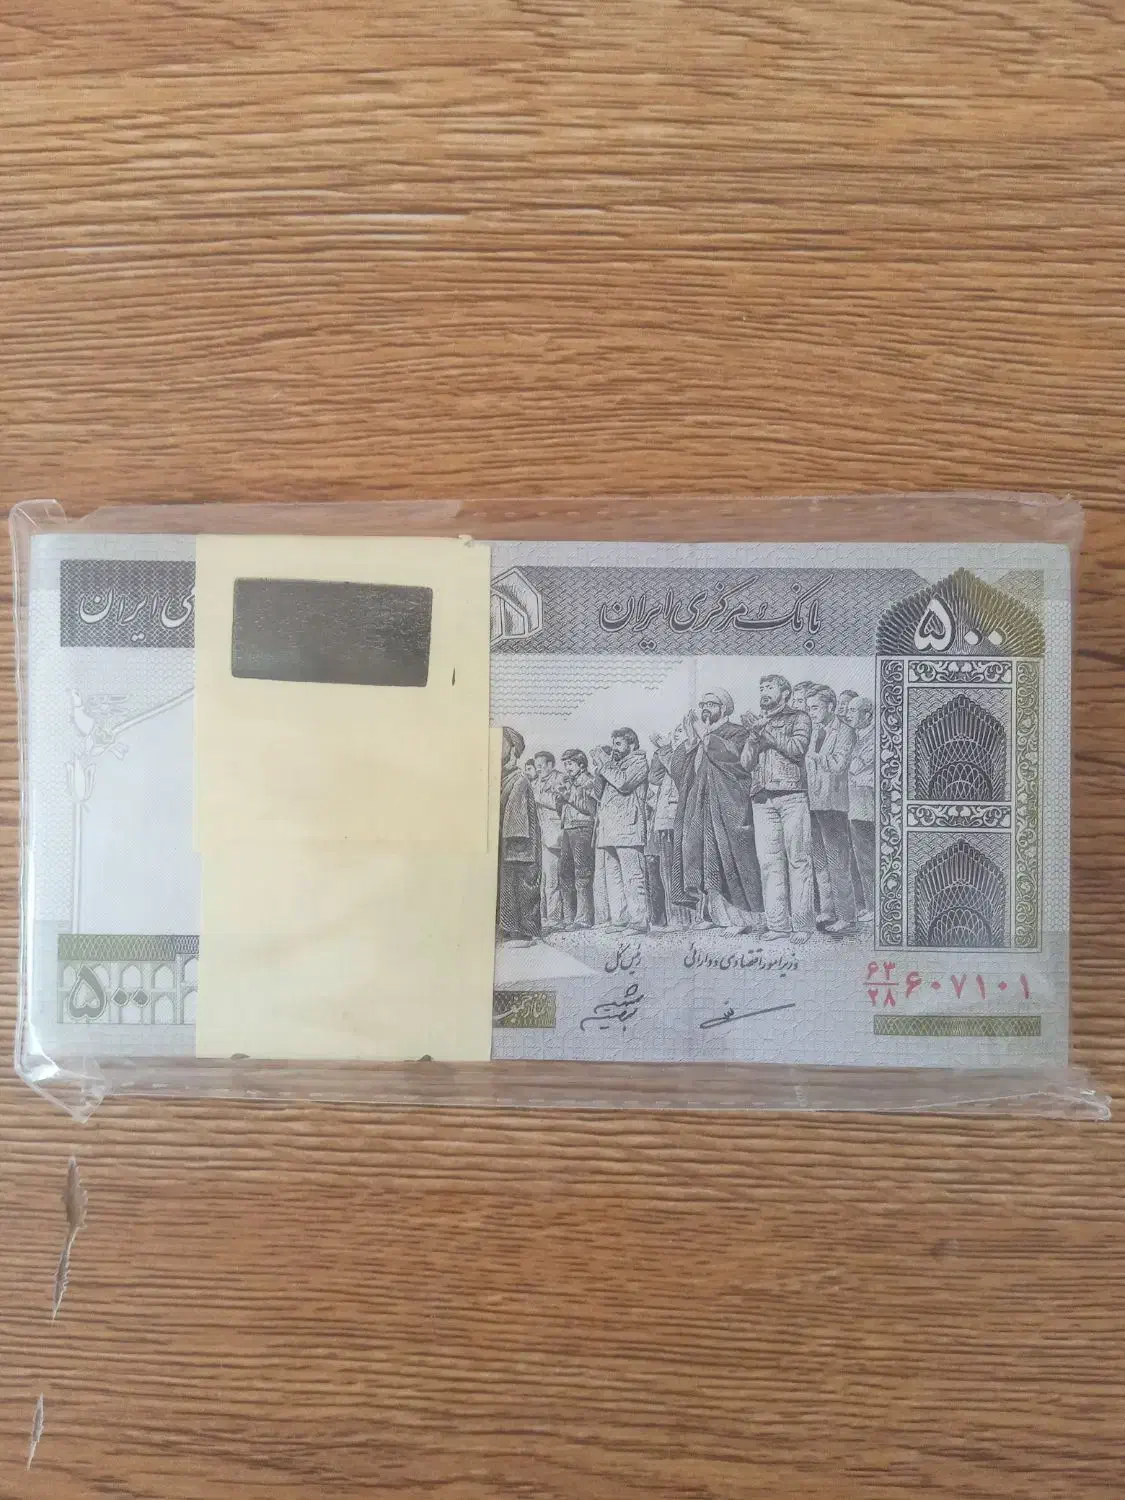 بانک مرکزی ایران
۵۰۰
ی ایران
وزیر امور اقتصادی و دارائی
رئیس کل
۶۳
۲۸
۶۰۷۱۰۱
۵۰۰